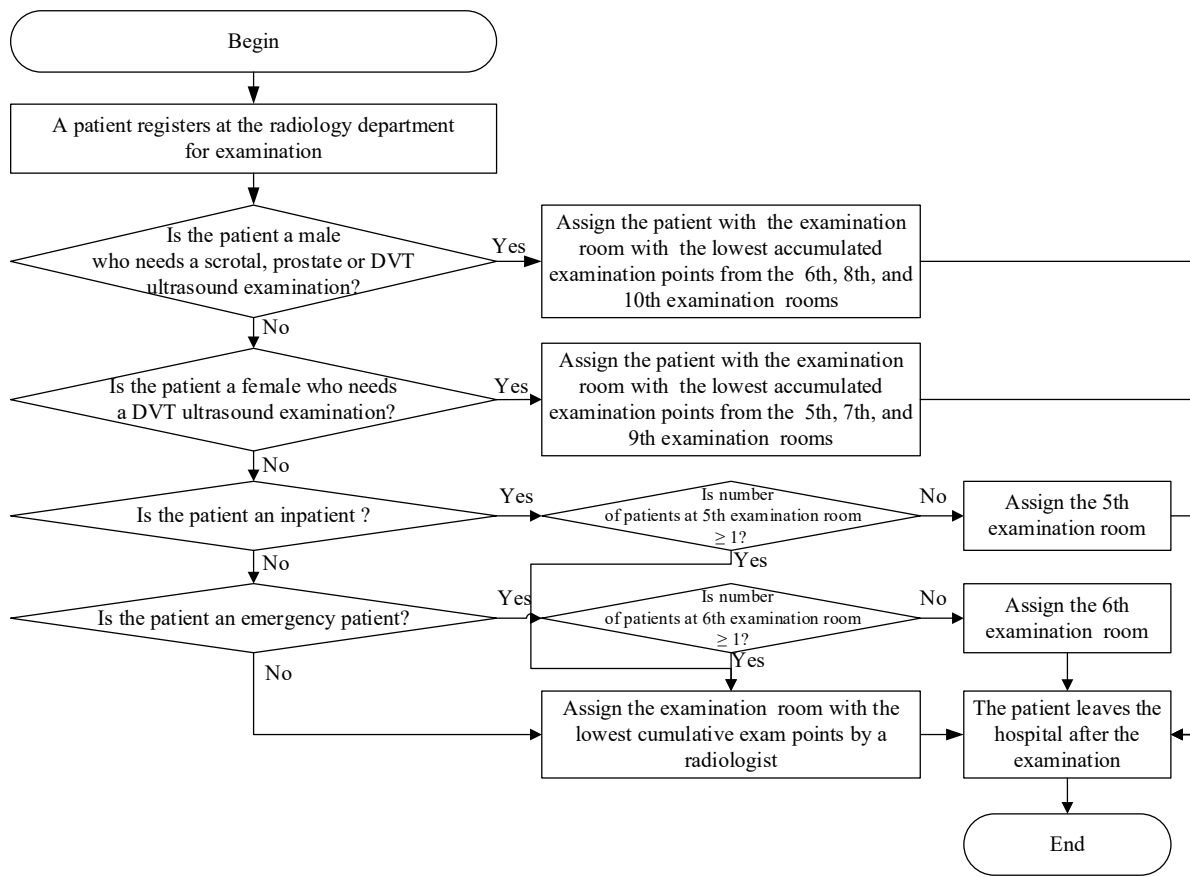 Begin
A patient registers at the radiology department
for examination
Is the patient a male
who needs a scrotal, prostate or DVT
ultrasound examination?
Yes
Assign the patient with the examination
room with the lowest accumulated
examination points from the 6th, 8th, and
10th examination rooms
No
Is the patient a female who needs
a DVT ultrasound examination?
Yes
Assign the patient with the examination
room with the lowest accumulated
examination points from the 5th, 7th, and
9th examination rooms
No
Is the patient an inpatient ?
Yes
Is number
of patients at 5th examination room
≥ 1?
No
Assign the 5th
examination room
Yes
No
Is the patient an emergency patient?
Yes
Is number
of patients at 6th examination room
≥ 1?
No
Assign the 6th
examination room
Yes
No
Assign the examination room with the
lowest cumulative exam points by a
radiologist
The patient leaves the
hospital after the
examination
End